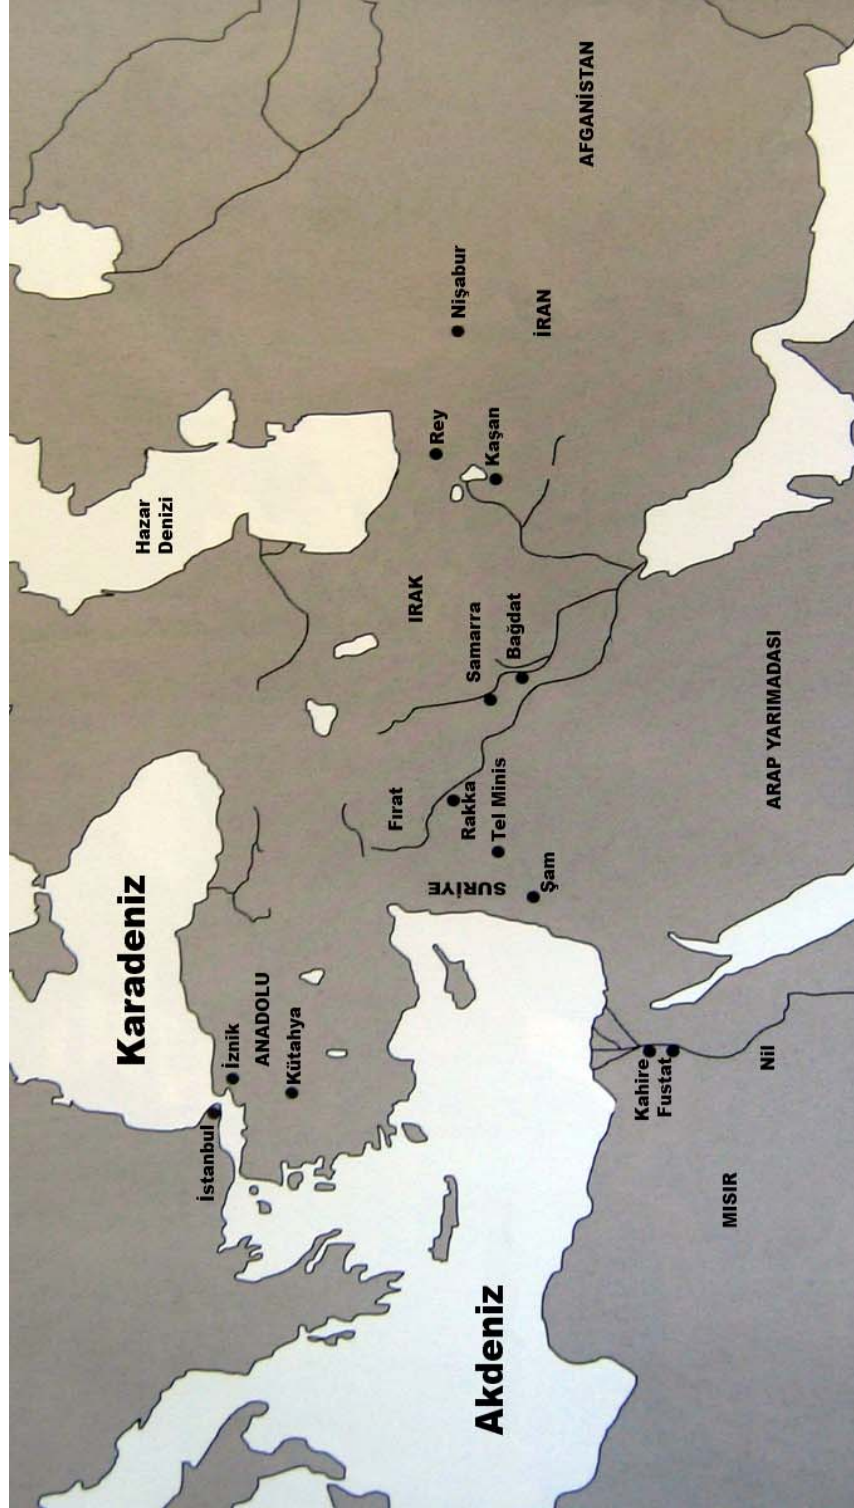 Karadeniz
Hazar
Denizi
İstanbul
İznik
ANADOLU
Kütahya
Fırat
IRAK
Rey
Nişabur
SURİYE
Rakka
Tel Minis
Samarra
Bağdat
Kaşan
İRAN
AFGANİSTAN
Şam
Akdeniz
Kahire
Fustat
Nil
MISIR
ARAP YARIMADASI